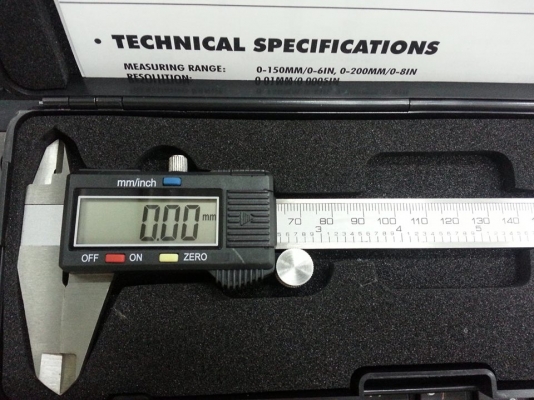 • TECHNICAL SPECIFICATIONS
MEASURING RANGE: 0-150MM/0-6IN, 0-200MM/0-8IN
RESOLUTION: 0.01MM/0.0005IN
mm/inch
0.00 mm
OFF ON ZERO
70 80 90 100 110 120 130 140
3 4 5